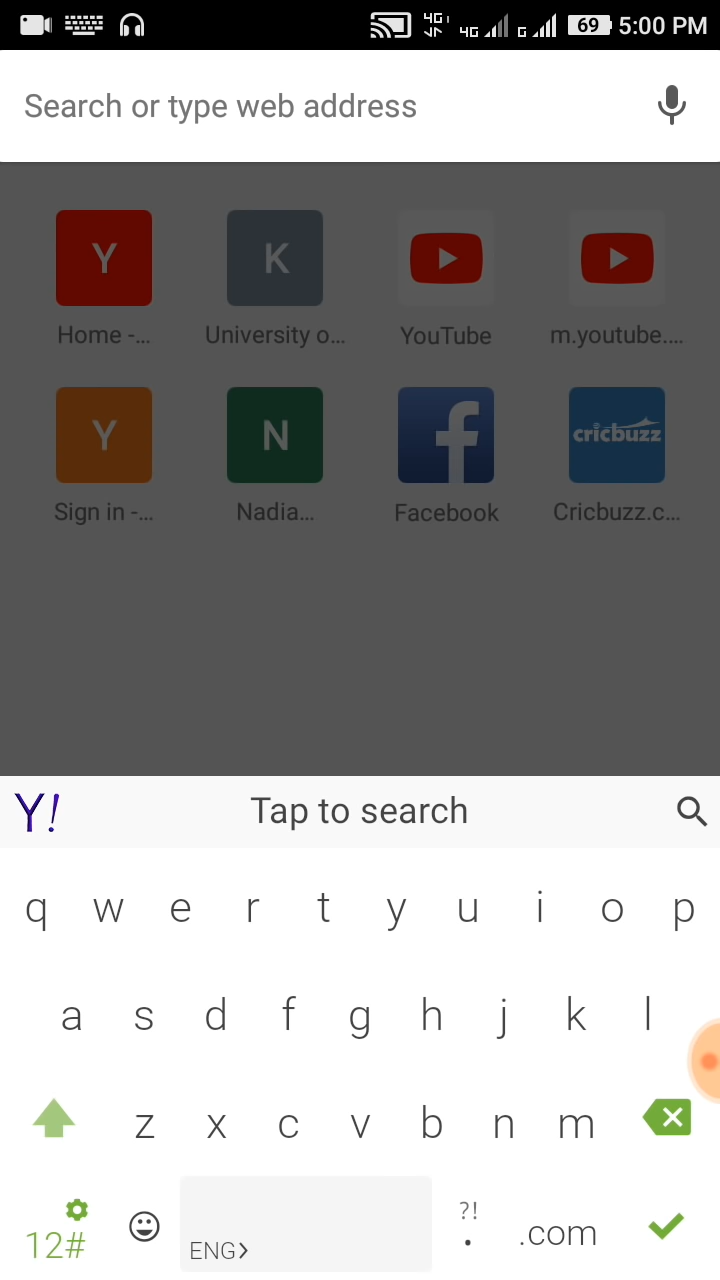 4G 4G G 69 5:00 PM
Search or type web address
Y K
Home -... University o... YouTube m.youtube....
Y N f cricbuzz
Sign in -... Nadia... Facebook Cricbuzz.c...
Y! Tap to search
q w e r t y u i o p
a s d f g h j k l
z x c v b n m
?!
12# ENG> . .com